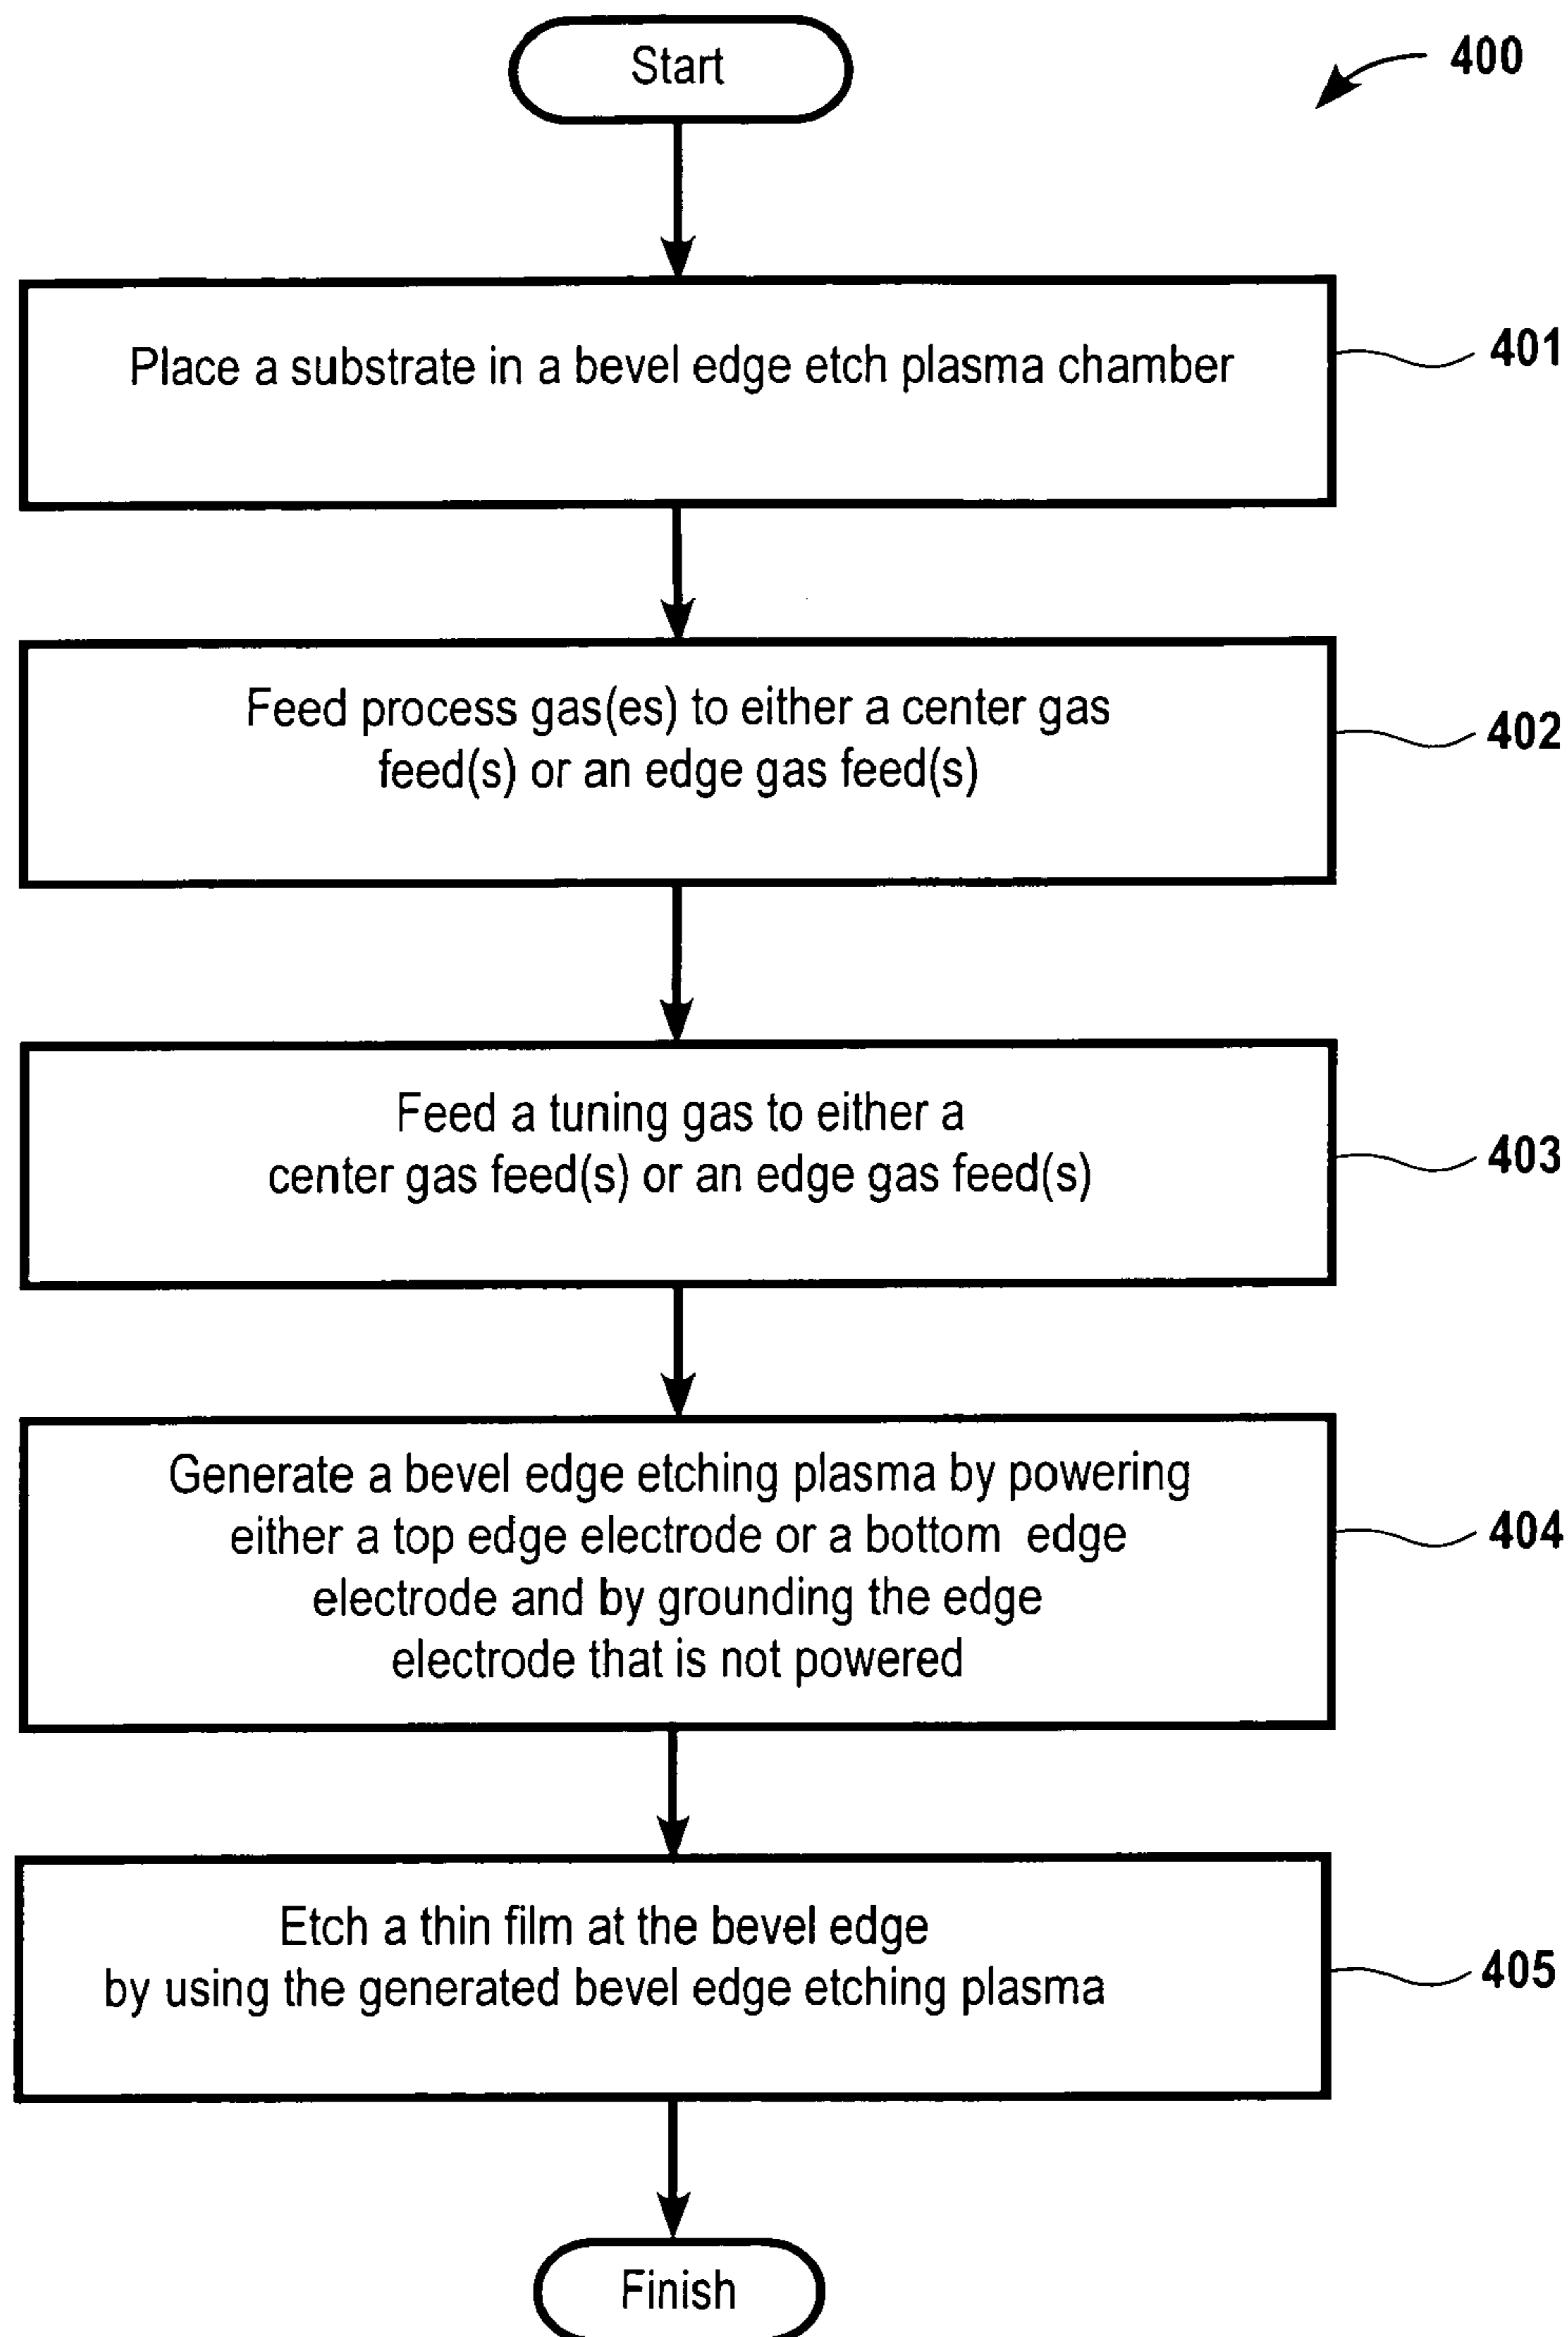 Start
400
Place a substrate in a bevel edge etch plasma chamber
401
Feed process gas(es) to either a center gas
feed(s) or an edge gas feed(s)
402
Feed a tuning gas to either a
center gas feed(s) or an edge gas feed(s)
403
Generate a bevel edge etching plasma by powering
either a top edge electrode or a bottom edge
electrode and by grounding the edge
electrode that is not powered
404
Etch a thin film at the bevel edge
by using the generated bevel edge etching plasma
405
Finish